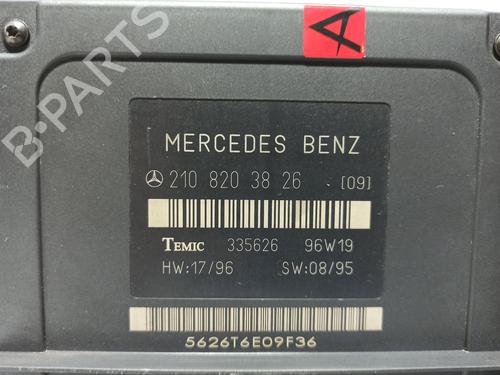 A
B-PARTS
MERCEDES BENZ
210 820 38 26 [09]
TEMIC 335626 96W19
HW:17/96 SW:08/95
5626T6E09F36